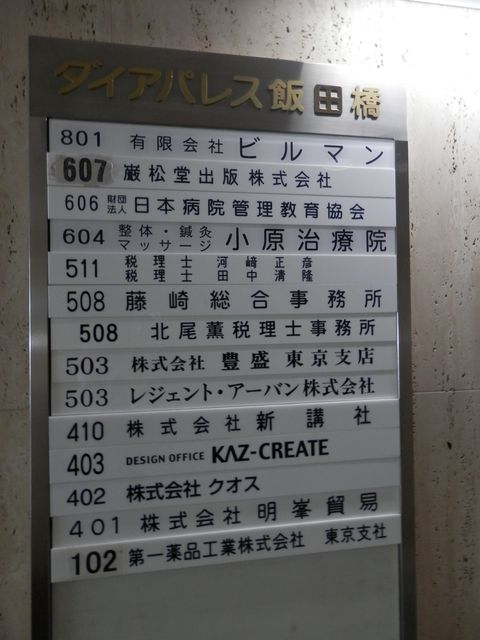 ダイアパレス飯田橋
801 有限会社 ビルマン
607 巌松堂出版株式会社
606 財団法人 日本病院管理教育協会
604 整体・鍼灸 マッサージ 小原治療院
511 税理士 河﨑正彦
税理士 田中清隆
508 藤崎総合事務所
508 北尾薫税理士事務所
503 株式会社 豊盛 東京支店
503 レジェント・アーバン株式会社
410 株式会社 新講社
403 DESIGN OFFICE KAZ-CREATE
402 株式会社 クオス
401 株式会社 明峯貿易
102 第一薬品工業株式会社 東京支社